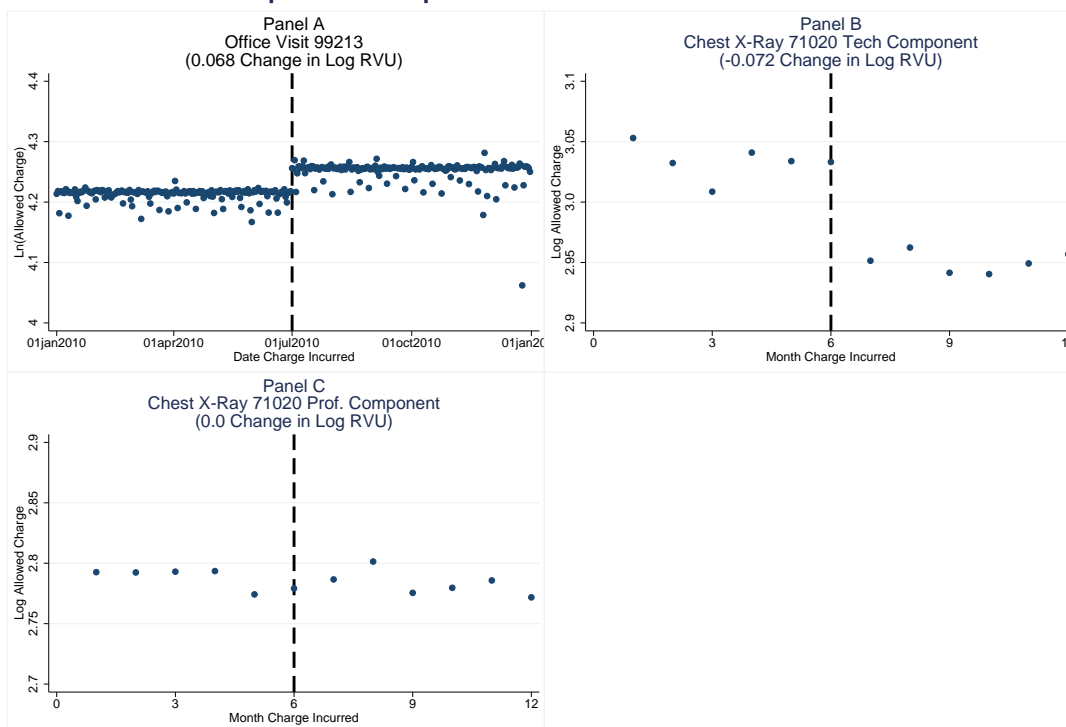 Panel A
Office Visit 99213
(0.068 Change in Log RVU)
Ln(Allowed Charge)
4.4
4.3
4.2
4.1
4
01jan2010
01apr2010
01jul2010
01oct2010
01jan20
Date Charge Incurred
Panel B
Chest X-Ray 71020 Tech Component
(-0.072 Change in Log RVU)
Log Allowed Charge
3.1
3.05
3.0
2.95
2.9
0
3
6
9
1
Month Charge Incurred
Panel C
Chest X-Ray 71020 Prof. Component
(0.0 Change in Log RVU)
Log Allowed Charge
2.9
2.85
2.8
2.75
2.7
0
3
6
9
12
Month Charge Incurred